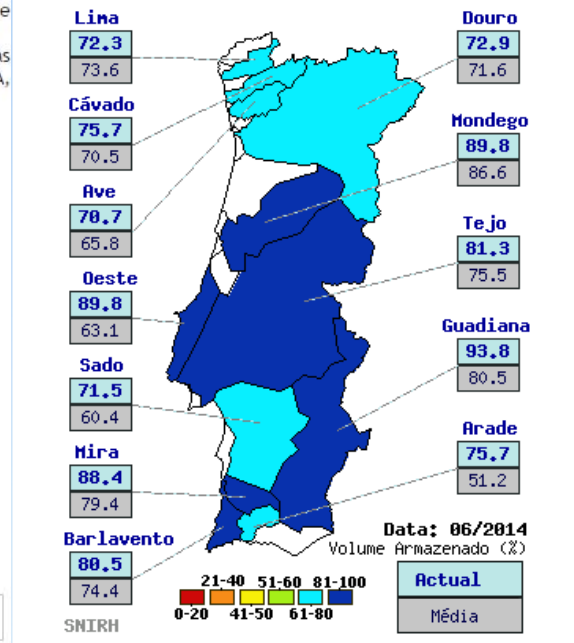 e
as
A,
Lima
72.3
73.6
Douro
72.9
71.6
Cávado
75.7
70.5
Mondego
89.8
86.6
Ave
70.7
65.8
Tejo
81.3
75.5
Oeste
89.8
63.1
Guadiana
93.8
80.5
Sado
71.5
60.4
Arade
75.7
51.2
Mira
88.4
79.4
Barlavento
80.5
74.4
Data: 06/2014
Volume Armazenado (%)
21-40 51-60 81-100
0-20 41-50 61-80
Actual
Média
SNIRH